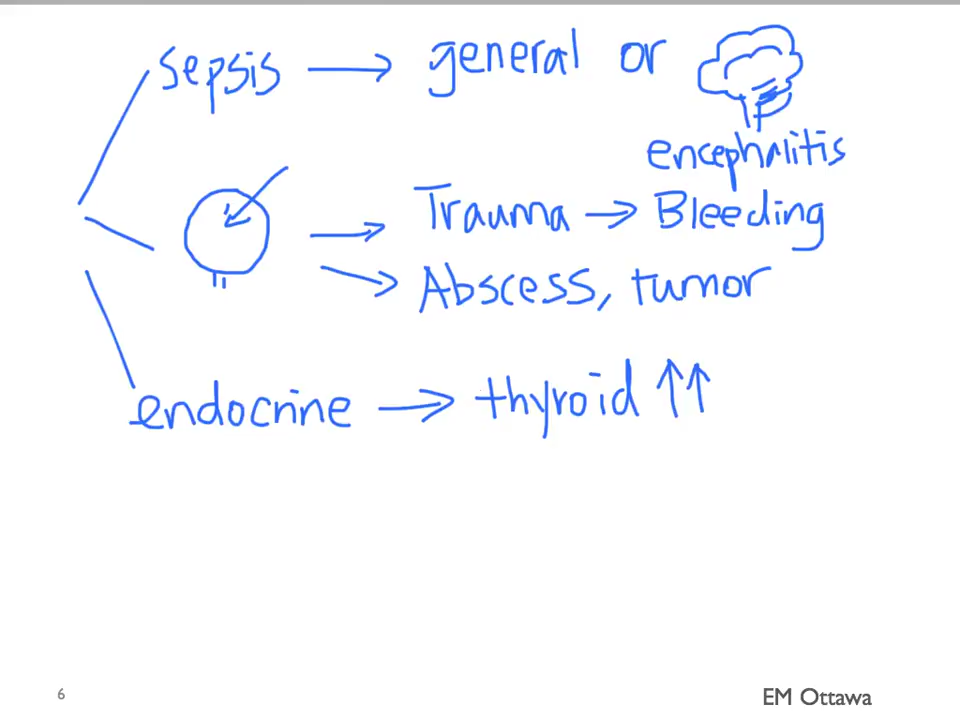 sepsis → general or
encephalitis
→ Trauma → Bleeding
→ Abscess, tumor
endocrine → thyroid ↑↑
6
EM Ottawa